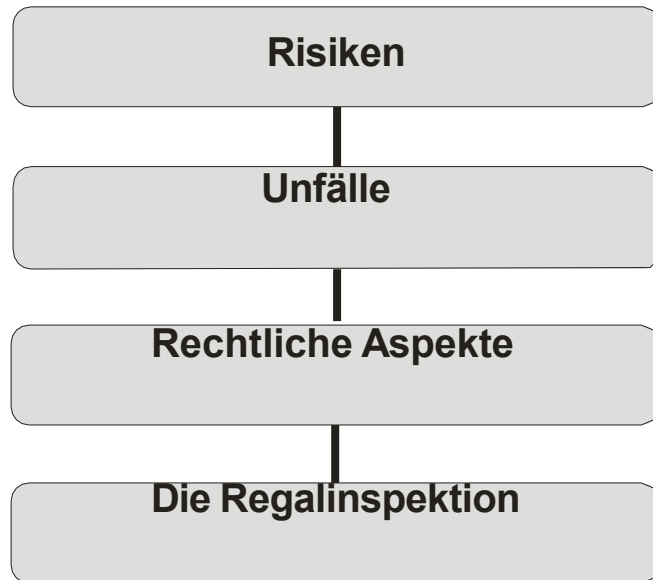 Risiken
Unfälle
Rechtliche Aspekte
Die Regalinspektion